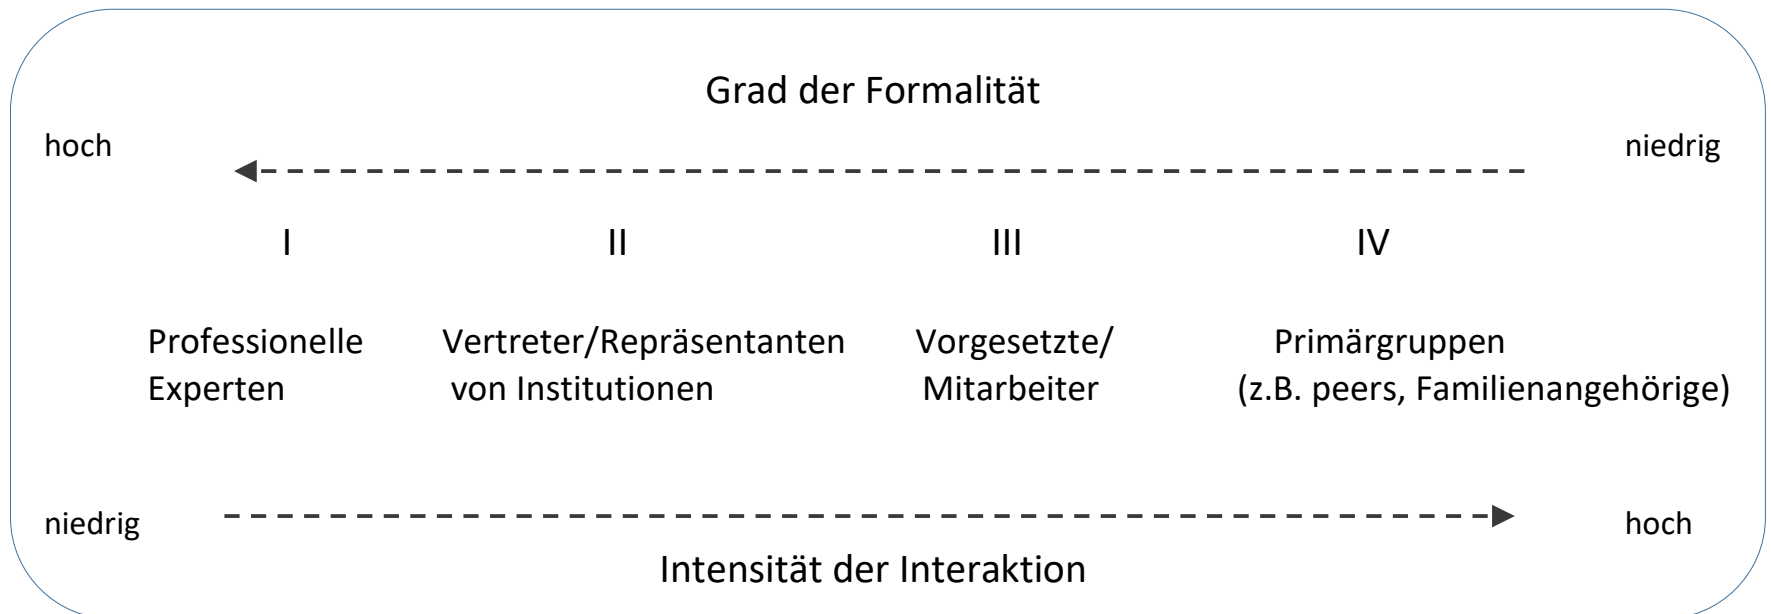 Grad der Formalität
hoch niedrig
I II III IV
Professionelle Vertreter/Repräsentanten Vorgesetzte/ Primärgruppen
Experten von Institutionen Mitarbeiter (z.B. peers, Familienangehörige)
niedrig hoch
Intensität der Interaktion